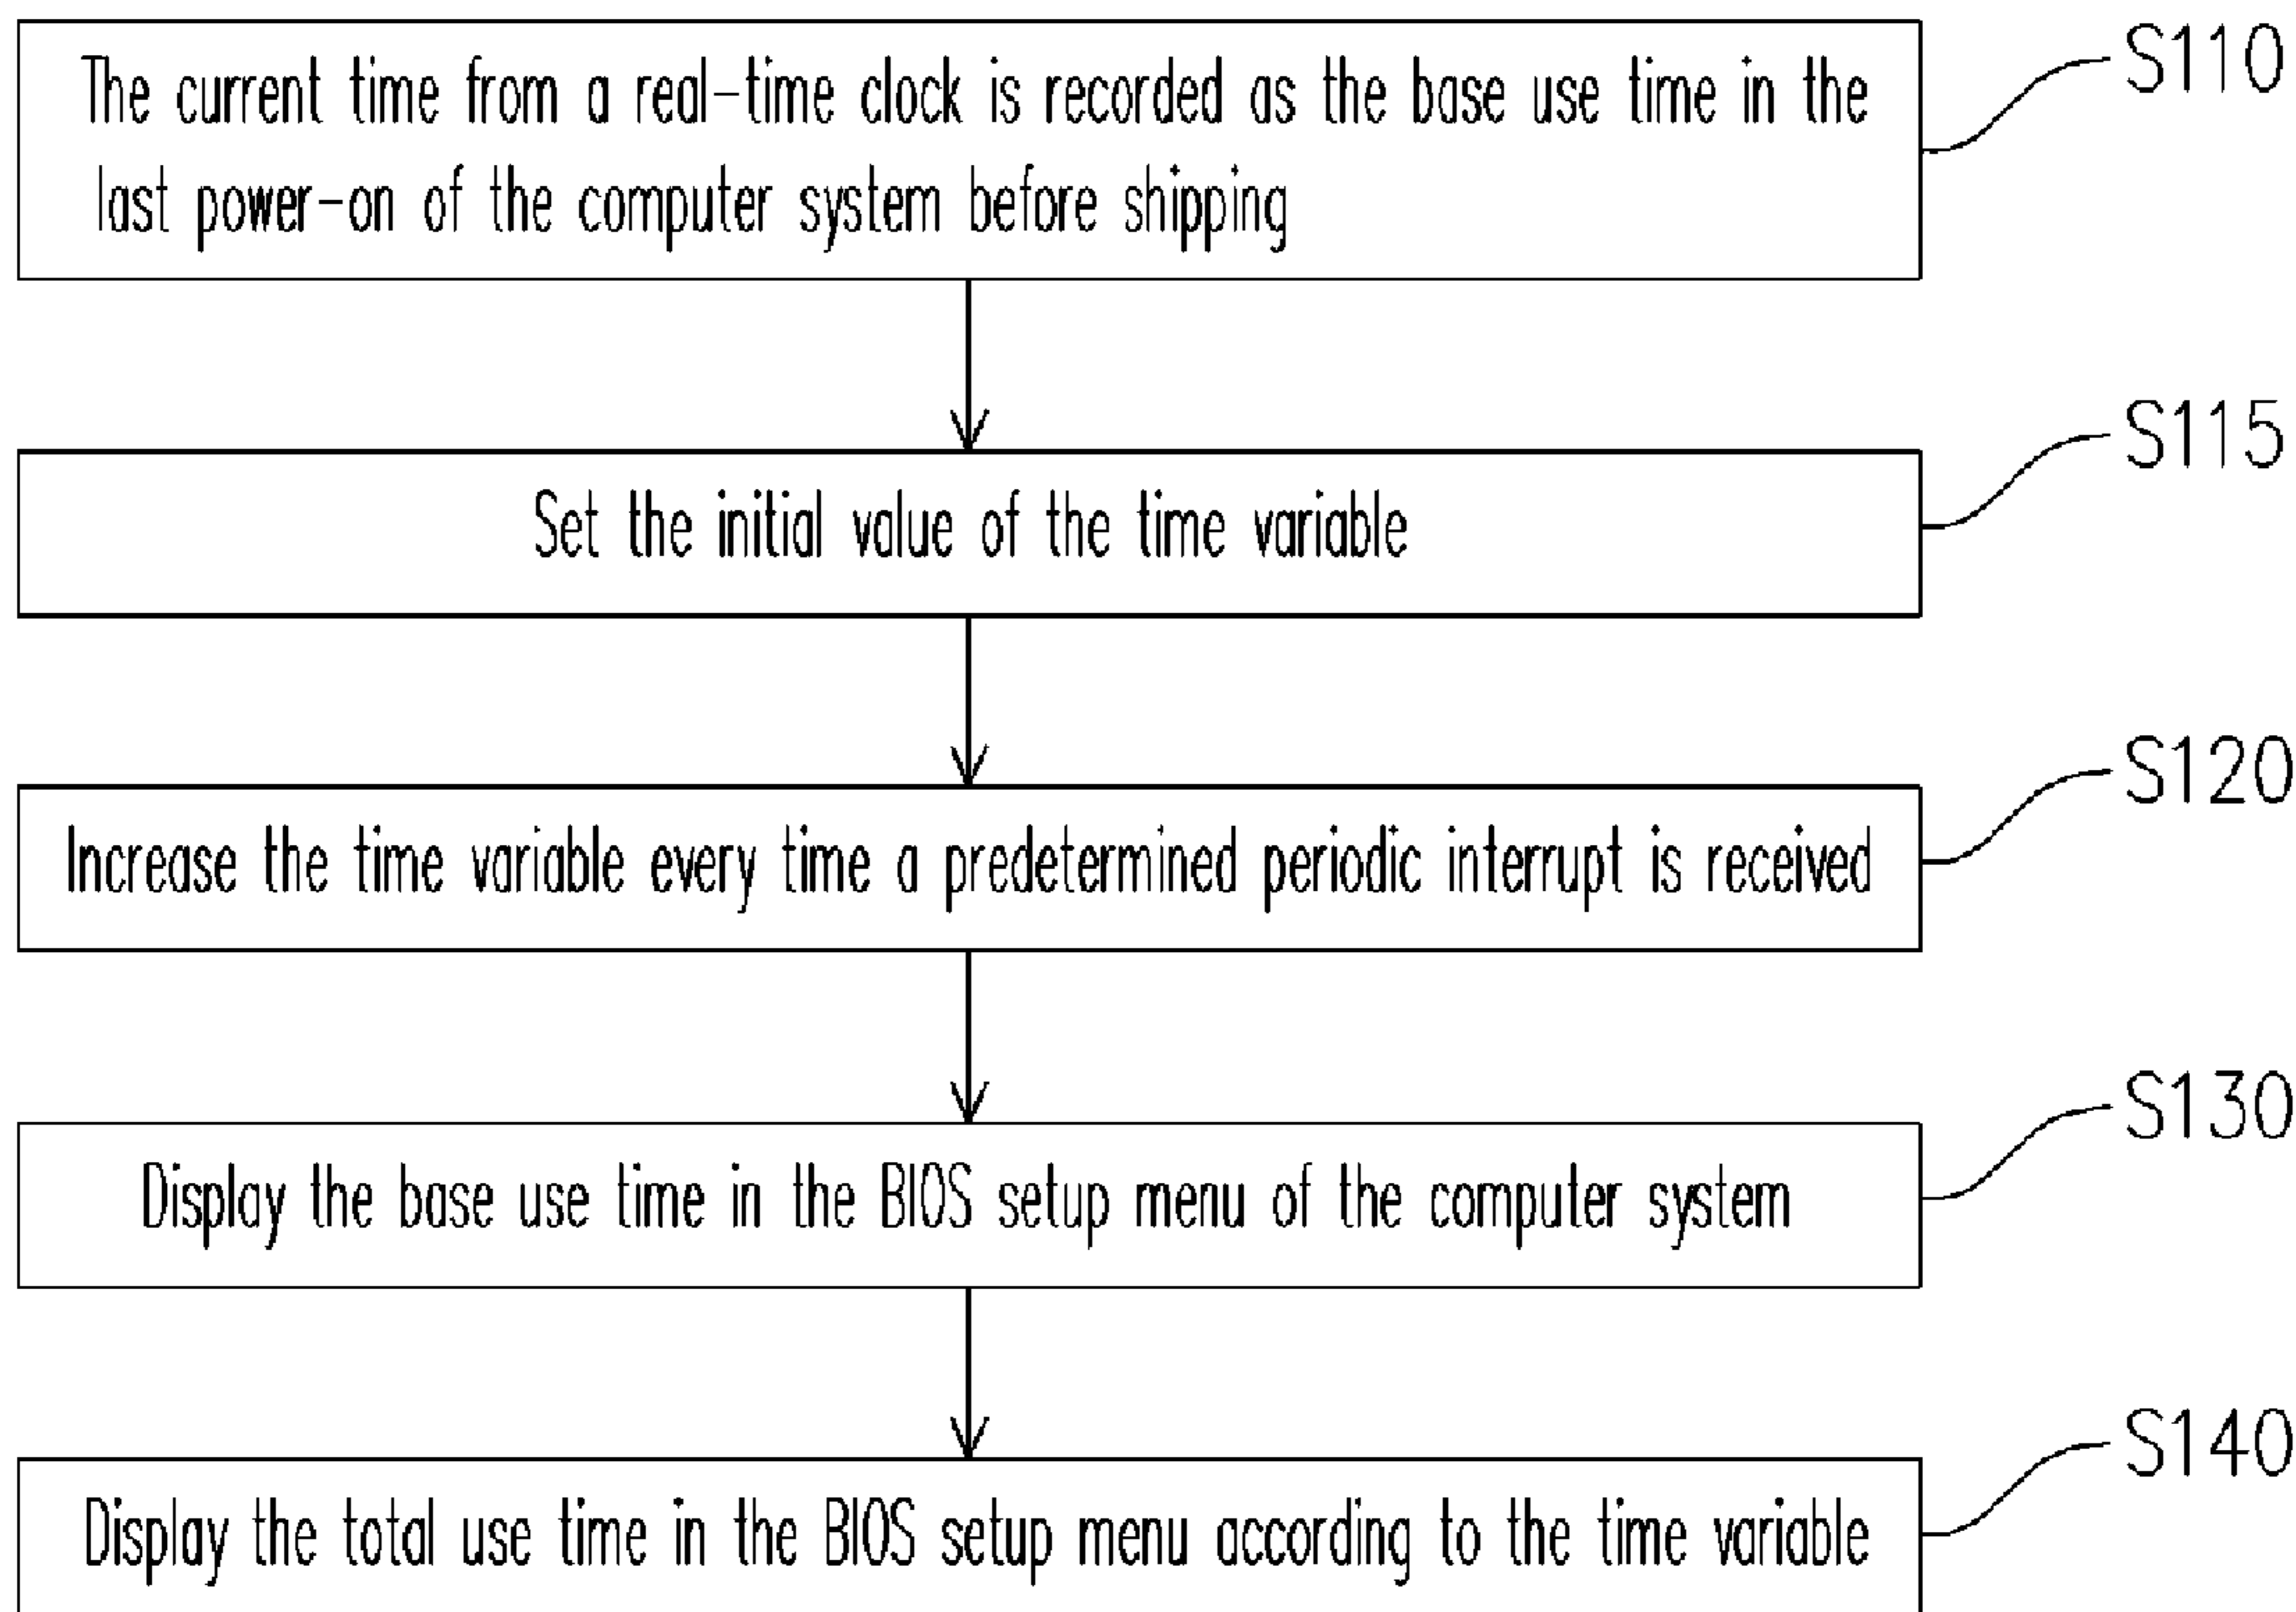 The current time from a real-time clock is recorded as the base use time in the
last power-on of the computer system before shipping
S110
Set the initial value of the time variable
S115
Increase the time variable every time a predetermined periodic interrupt is received
S120
Display the base use time in the BIOS setup menu of the computer system
S130
Display the total use time in the BIOS setup menu according to the time variable
S140